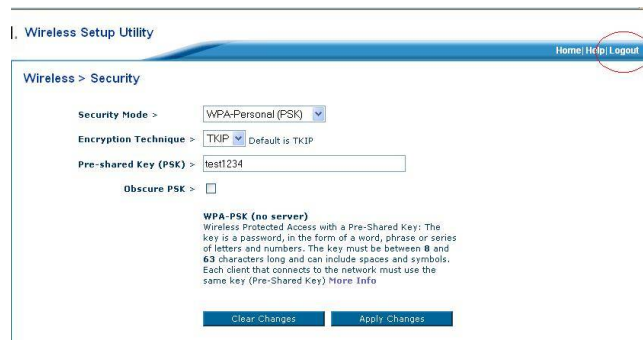 Wireless Setup Utility
Home| Help| Logout
Wireless > Security
Security Mode > WPA-Personal (PSK)
Encryption Technique > TKIP Default is TKIP
Pre-shared Key (PSK) > test1234
Obscure PSK >
WPA-PSK (no server)
Wireless Protected Access with a Pre-Shared Key: The
key is a password, in the form of a word, phrase or series
of letters and numbers. The key must be between 8 and
63 characters long and can include spaces and symbols.
Each client that connects to the network must use the
same key (Pre-Shared Key) More Info
Clear Changes Apply Changes